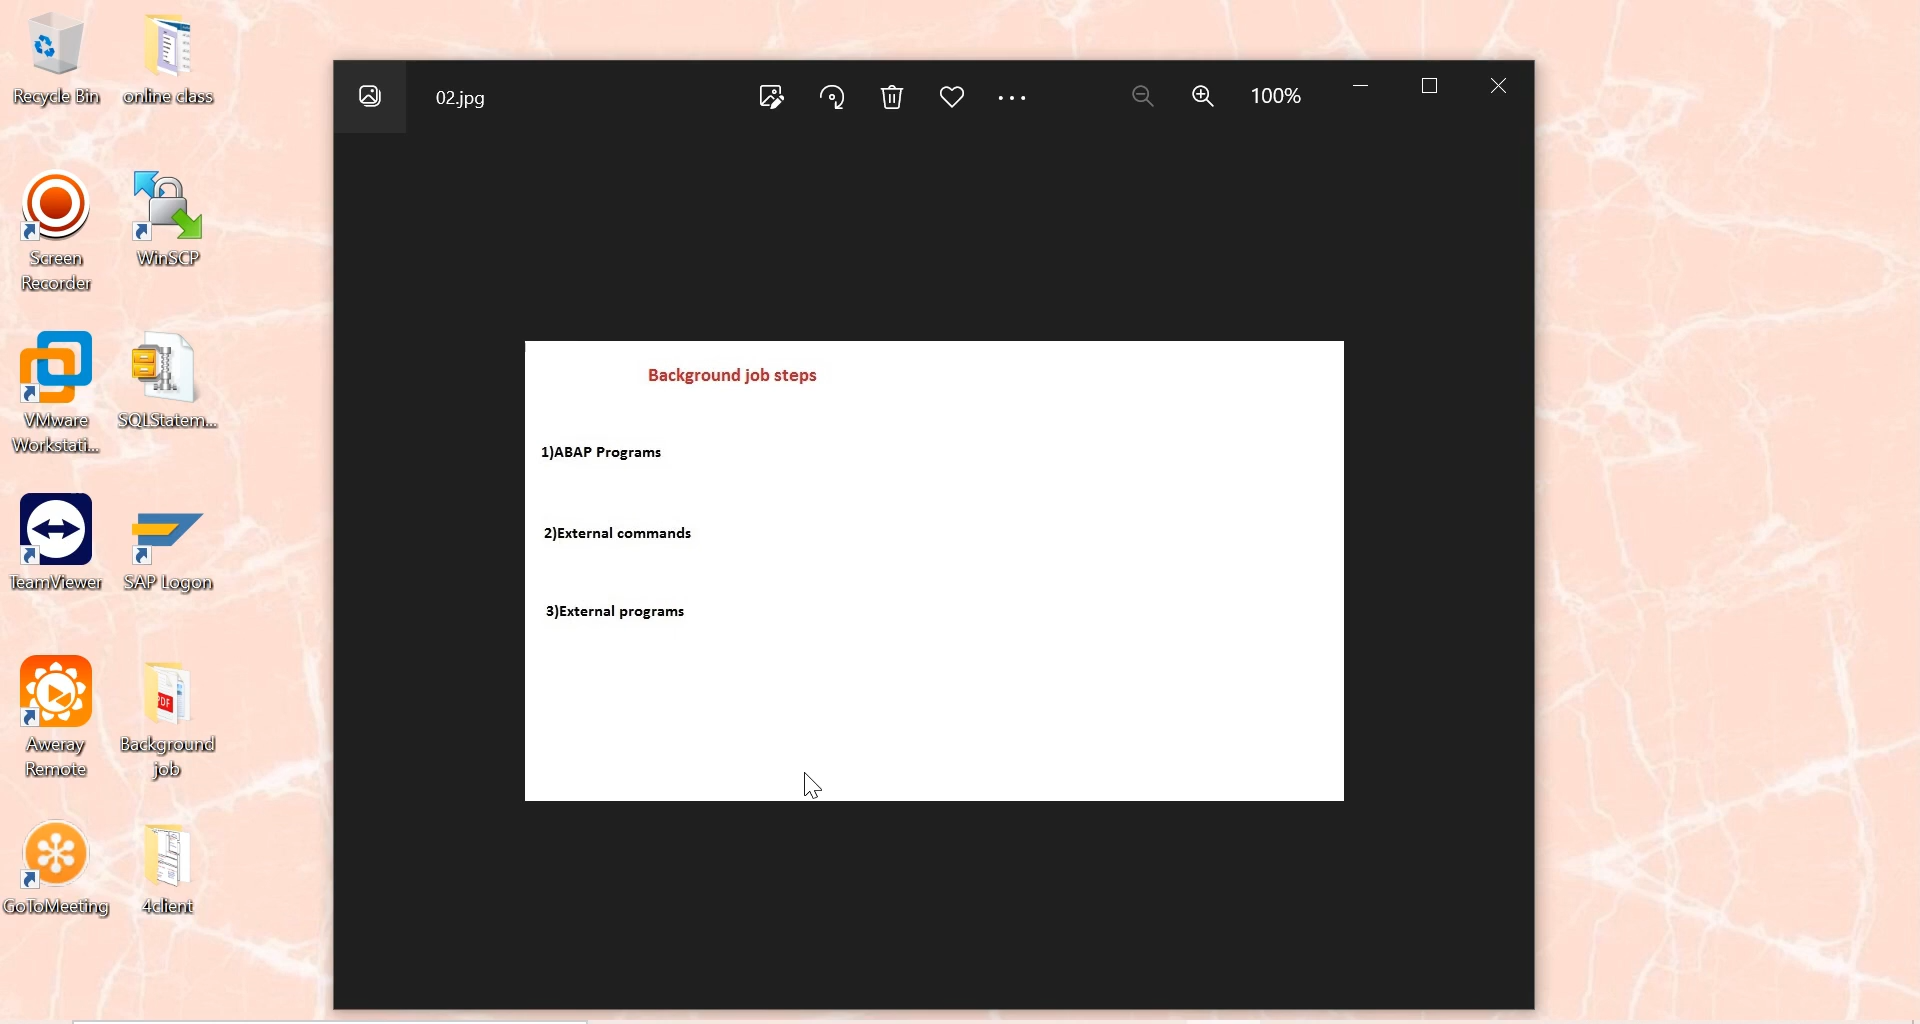 Recycle Bin
online class
Screen
Recorder
WinSCP
VMware
Workstati...
SQLStatem...
TeamViewer
SAP Logon
Aweray
Remote
Background
job
PDF
GoToMeeting
4client
02.jpg
100%
Background job steps
1)ABAP Programs
2)External commands
3)External programs